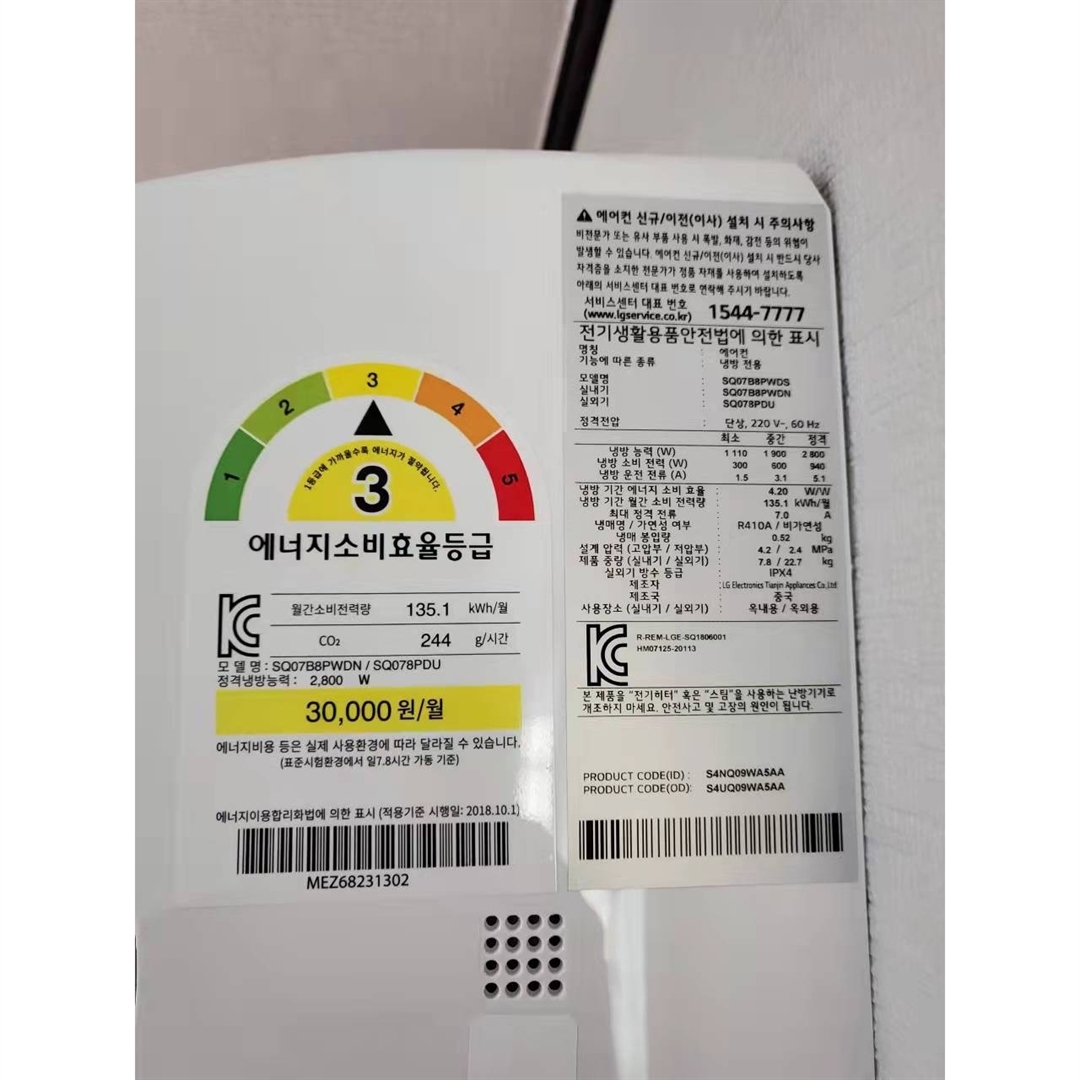 1
2
3
4
5
1등급에 가까울수록 에너지가 절약됩니다.
3
에너지소비효율등급
월간소비전력량 135.1 kWh/월
CO₂ 244 g/시간
모 델 명 : SQ07B8PWDN / SQ078PDU
정격냉방능력 : 2,800 W
30,000 원/월
에너지비용 등은 실제 사용환경에 따라 달라질 수 있습니다.
(표준시험환경에서 일7.8시간 가동 기준)
에너지이용합리화법에 의한 표시 (적용기준 시행일: 2018.10.1)
MEZ68231302
에어컨 신규/이전(이사) 설치 시 주의사항
비전문가 또는 유사 부품 사용 시 폭발, 화재, 감전 등의 위험이
발생할 수 있습니다. 에어컨 신규/이전(이사) 설치 시 반드시 당사
자격증을 소지한 전문가가 정품 자재를 사용하여 설치하도록
아래의 서비스센터 대표 번호로 연락해 주시기 바랍니다.
서비스센터 대표 번호
(www.lgservice.co.kr) 1544-7777
전기생활용품안전법에 의한 표시
명칭 : 에어컨
기능에 따른 종류 : 냉방 전용
모델명 : SQ07B8PWDS
실내기 : SQ07B8PWDN
실외기 : SQ078PDU
정격전압 : 단상, 220 V~, 60 Hz
최소 중간 정격
냉방 능력 (W) 1 110 1 900 2 800
냉방 소비 전력 (W) 300 600 940
냉방 운전 전류 (A) 1.5 3.1 5.1
냉방 기간 에너지 소비 효율 : 4.20 W/W
냉방 기간 월간 소비 전력량 : 135.1 kWh/월
최대 정격 전류 : 7.0 A
냉매명 / 가연성 여부 : R410A / 비가연성
냉매 봉입량 : 0.52 kg
설계 압력 (고압부 / 저압부) : 4.2 / 2.4 MPa
제품 중량 (실내기 / 실외기) : 7.8 / 22.7 kg
실외기 방수 등급 : IPX4
제조자 : LG Electronics Tianjin Appliances Co.,Ltd
제조국 : 중국
사용장소 (실내기 / 실외기) : 옥내용 / 옥외용
R-REM-LGE-SQ1806001
HM07125-20113
본 제품을 "전기히터" 혹은 "스팀"을 사용하는 난방기기로
개조하지 마세요. 안전사고 및 고장의 원인이 됩니다.
PRODUCT CODE(ID) : S4NQ09WA5AA
PRODUCT CODE(OD) : S4UQ09WA5AA